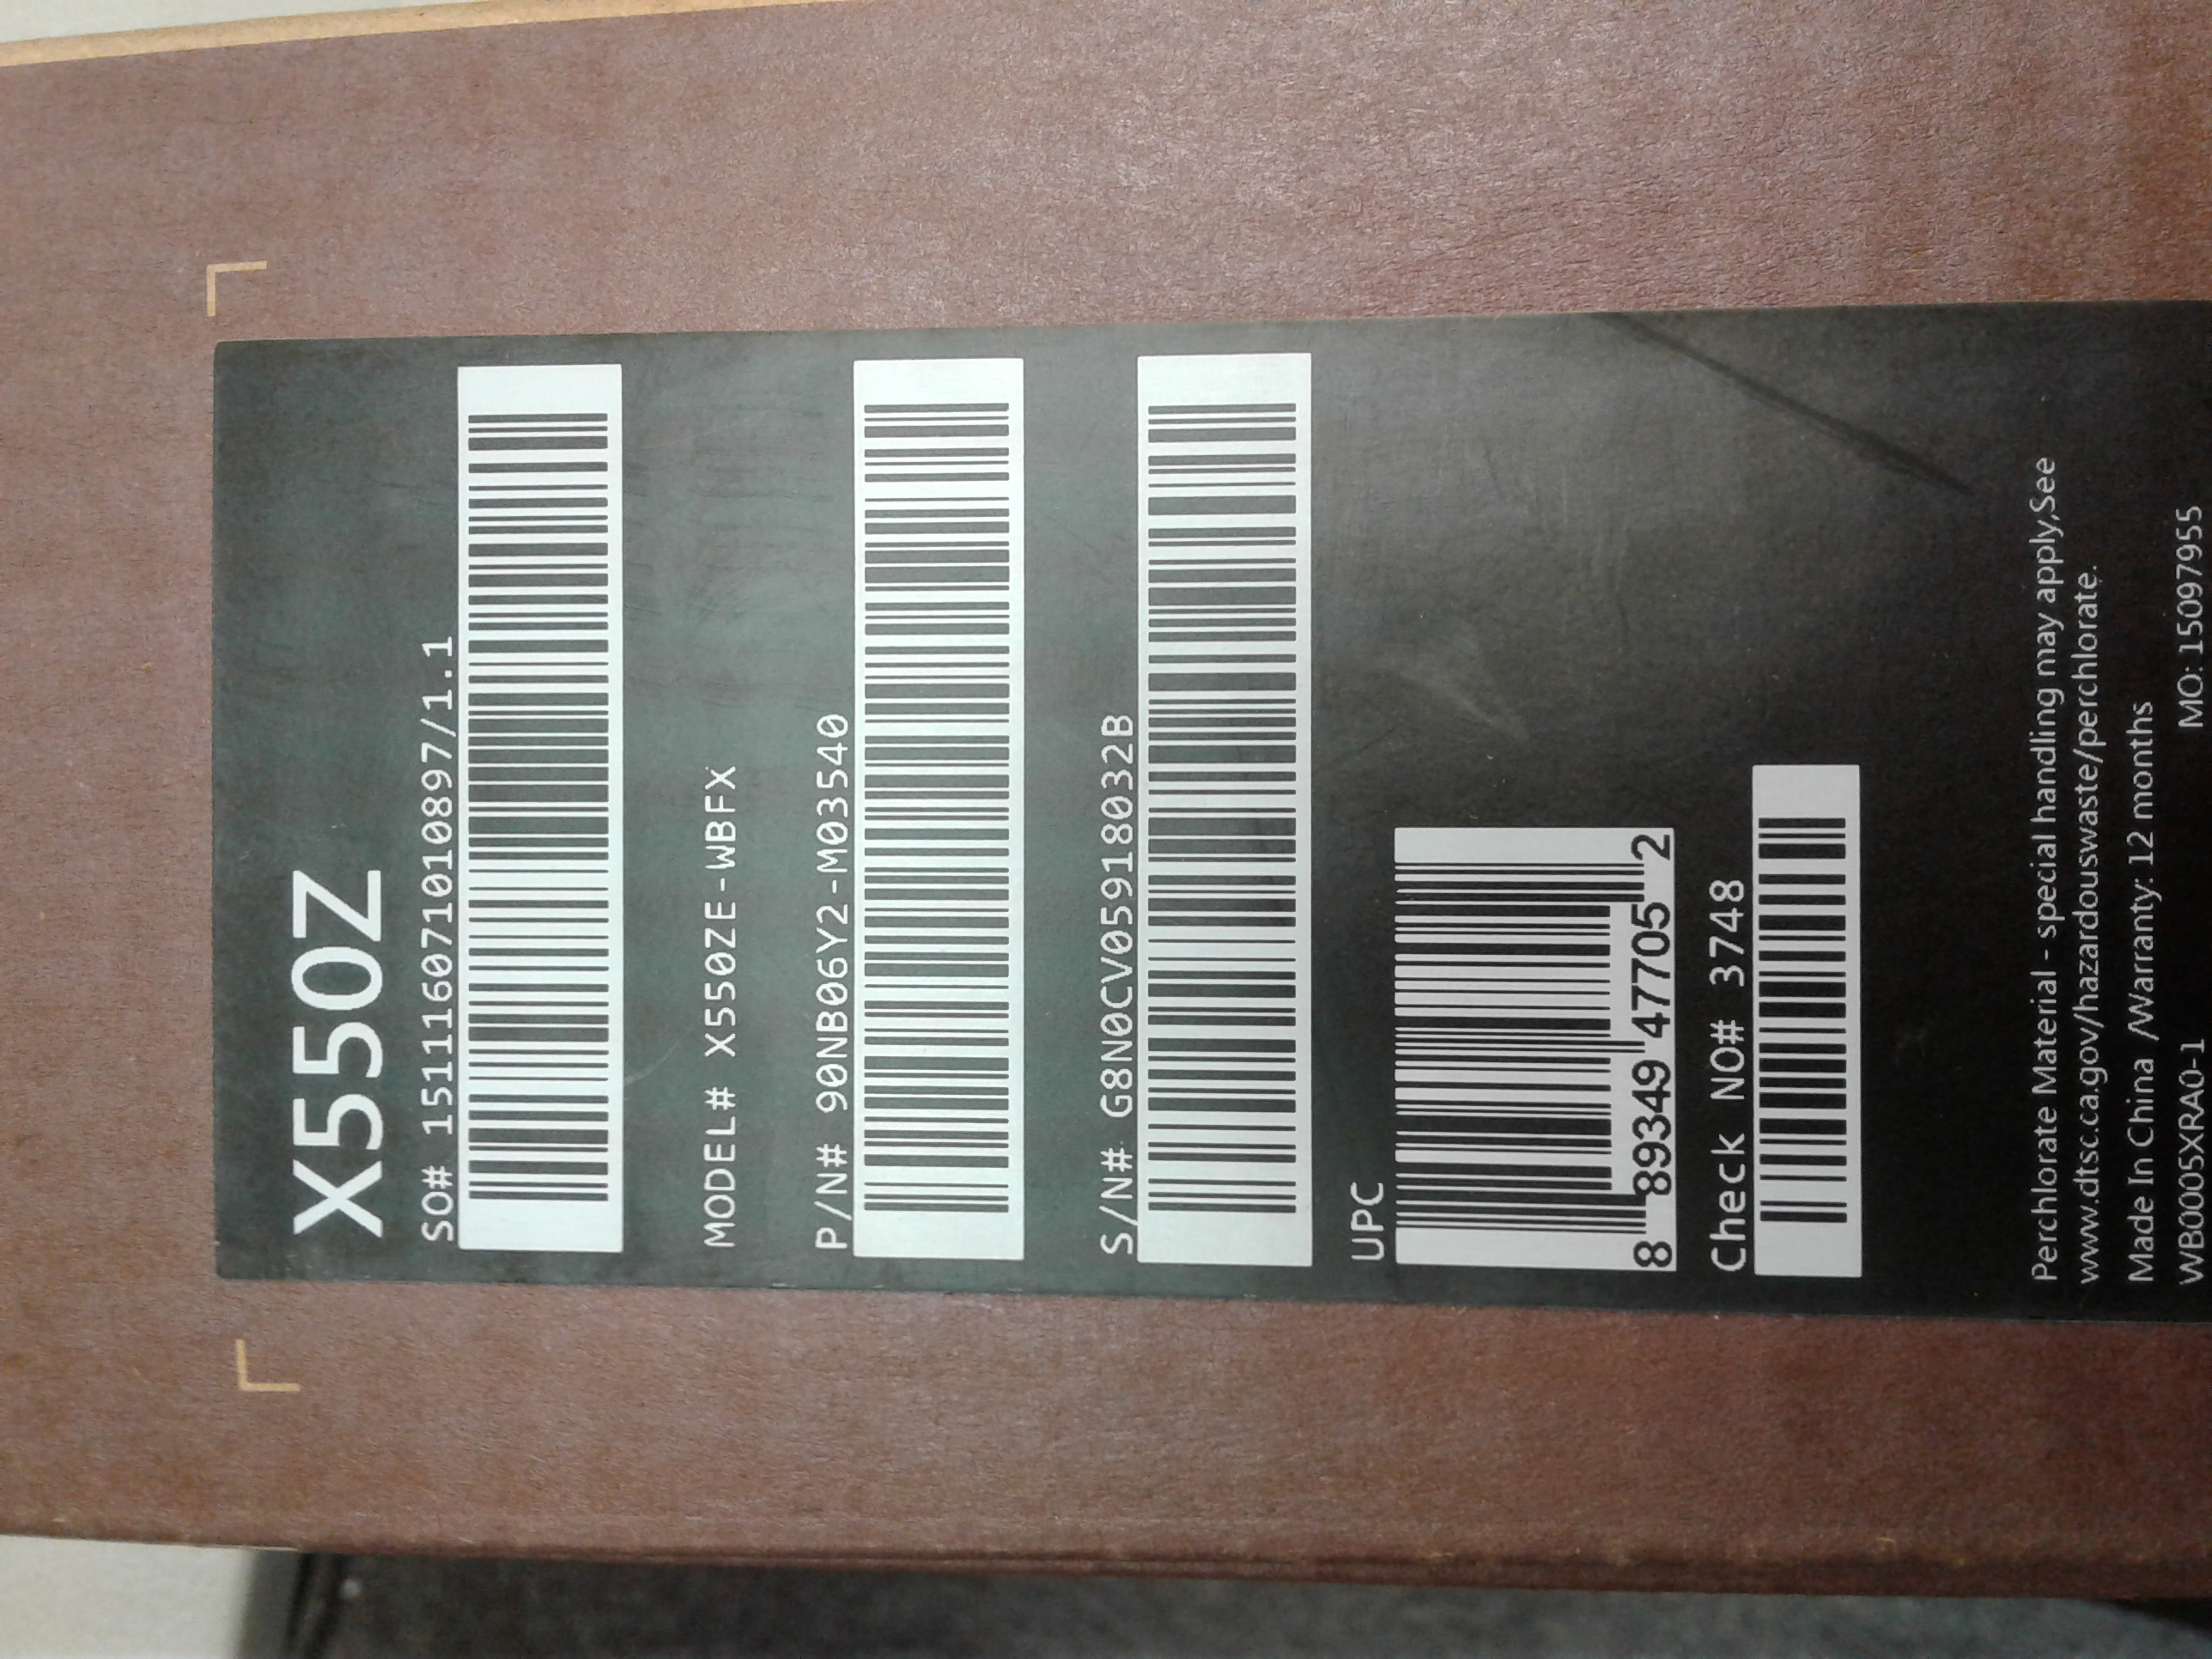 X550Z
SO# 151116071010897/1.1
MODEL# X550ZE-WBFX
P/N# 90NB06Y2-M03540
S/N# G8N0CV05918032B
UPC
8 89349 47705 2
Check NO# 3748
Perchlorate Material - special handling may apply,See
www.dtsc.ca.gov/hazardouswaste/perchlorate.
Made In China /Warranty: 12 months
WB0005XRA0-1 MO: 15097955